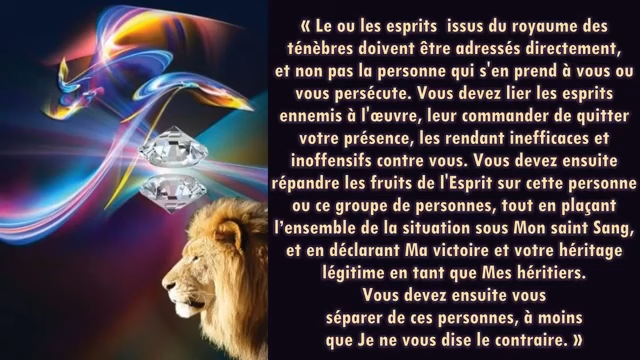 « Le ou les esprits issus du royaume des
ténèbres doivent être adressés directement,
et non pas la personne qui s'en prend à vous ou
vous persécute. Vous devez lier les esprits
ennemis à l'œuvre, leur commander de quitter
votre présence, les rendant inefficaces et
inoffensifs contre vous. Vous devez ensuite
répandre les fruits de l'Esprit sur cette personne
ou ce groupe de personnes, tout en plaçant
l'ensemble de la situation sous Mon saint Sang,
et en déclarant Ma victoire et votre héritage
légitime en tant que Mes héritiers.
Vous devez ensuite vous
séparer de ces personnes, à moins
que Je ne vous dise le contraire. »